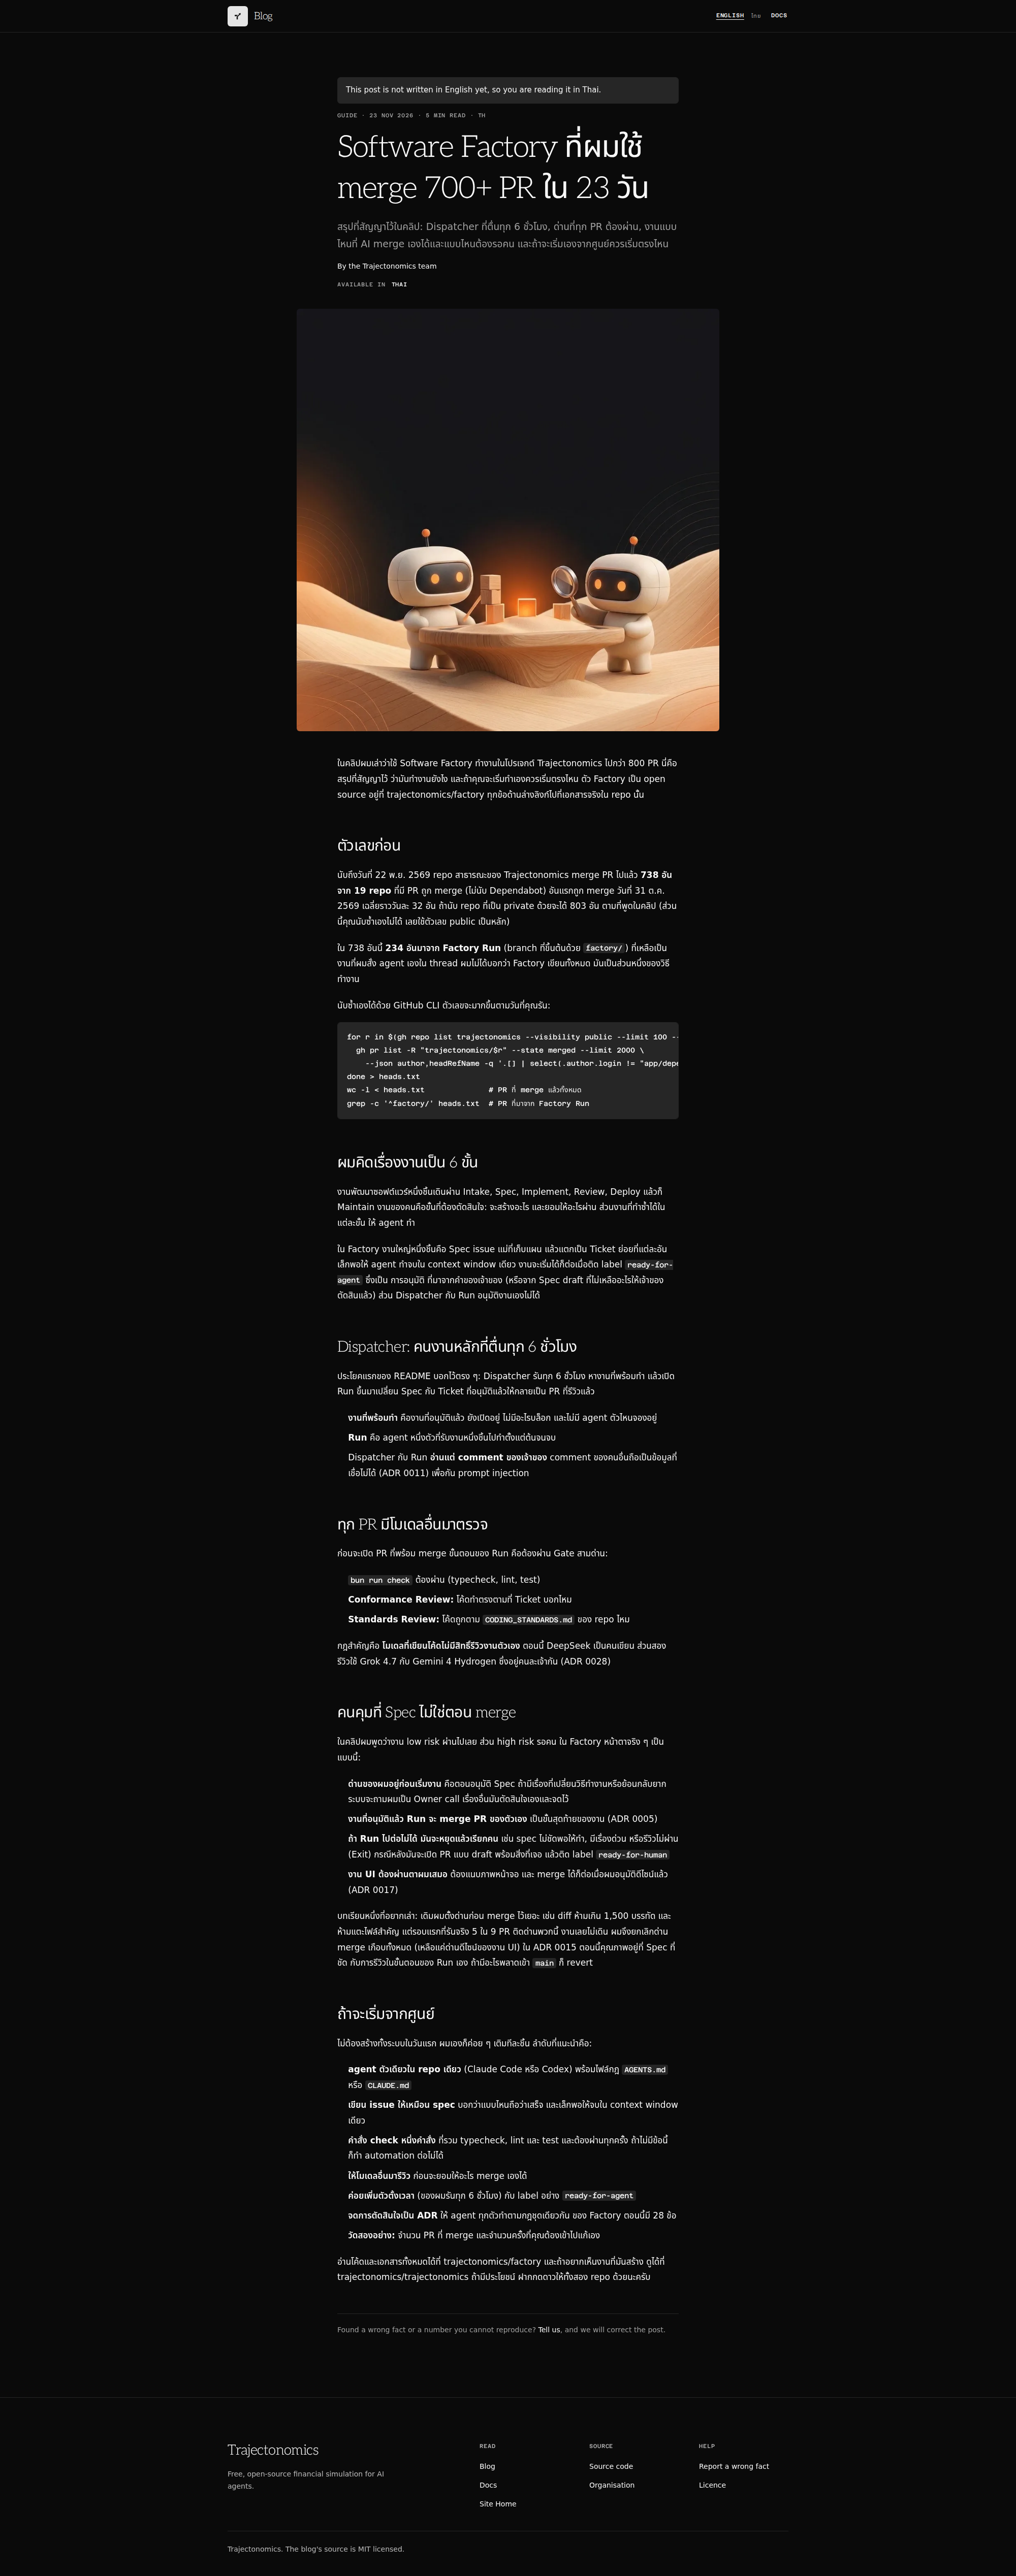 Blog
ENGLISH ไทย DOCS
This post is not written in English yet, so you are reading it in Thai.
GUIDE · 23 NOV 2026 · 5 MIN READ · TH
Software Factory ที่ผมใช้
merge 700+ PR ใน 23 วัน
สรุปที่สัญญาไว้ในคลิป: Dispatcher ที่ตื่นทุก 6 ชั่วโมง, ด่านที่ทุก PR ต้องผ่าน, งานแบบ
ไหนที่ AI merge เองได้และแบบไหนต้องรอคน และถ้าจะเริ่มเองจากศูนย์ควรเริ่มตรงไหน
By the Trajectonomics team
AVAILABLE IN THAI
ในคลิปผมเล่าว่าใช้ Software Factory ทำงานในโปรเจกต์ Trajectonomics ไปกว่า 800 PR นี่คือ
สรุปที่สัญญาไว้ ว่ามันทำงานยังไง และถ้าคุณจะเริ่มทำเองควรเริ่มตรงไหน ตัว Factory เป็น open
source อยู่ที่ trajectonomics/factory ทุกข้อด้านล่างลิงก์ไปที่เอกสารจริงใน repo นั้น
ตัวเลขก่อน
นับถึงวันที่ 22 พ.ย. 2569 repo สาธารณะของ Trajectonomics merge PR ไปแล้ว 738 อัน
จาก 19 repo ที่มี PR ถูก merge (ไม่นับ Dependabot) อันแรกถูก merge วันที่ 31 ต.ค.
2569 เฉลี่ยราววันละ 32 อัน ถ้านับ repo ที่เป็น private ด้วยจะได้ 803 อัน ตามที่พูดในคลิป (ส่วน
นี้คุณนับซ้ำเองไม่ได้ เลยใช้ตัวเลข public เป็นหลัก)
ใน 738 อันนี้ 234 อันมาจาก Factory Run (branch ที่ขึ้นต้นด้วย factory/) ที่เหลือเป็น
งานที่ผมสั่ง agent เองใน thread ผมไม่ได้บอกว่า Factory เขียนทั้งหมด มันเป็นส่วนหนึ่งของวิธี
ทำงาน
นับซ้ำเองได้ด้วย GitHub CLI ตัวเลขจะมากขึ้นตามวันที่คุณรัน:
for r in $(gh repo list trajectonomics --visibility public --limit 100 --
gh pr list -R "trajectonomics/$r" --state merged --limit 2000 \
--json author,headRefName -q '.[] | select(.author.login != "app/depe
done > heads.txt
wc -l < heads.txt # PR ที่ merge แล้วทั้งหมด
grep -c '^factory/' heads.txt # PR ที่มาจาก Factory Run
ผมคิดเรื่องงานเป็น 6 ขั้น
งานพัฒนาซอฟต์แวร์หนึ่งชิ้นเดินผ่าน Intake, Spec, Implement, Review, Deploy แล้วก็
Maintain งานของคนคือชั้นที่ต้องตัดสินใจ: จะสร้างอะไร และยอมให้อะไรผ่าน ส่วนงานที่ทำซ้ำได้ใน
แต่ละขั้น ให้ agent ทำ
ใน Factory งานใหญ่หนึ่งชิ้นคือ Spec issue แม่ที่เก็บแผน แล้วแตกเป็น Ticket ย่อยที่แต่ละอัน
เล็กพอให้ agent ทำจบใน context window เดียว งานจะเริ่มได้ก็ต่อเมื่อติด label ready-for-
agent ซึ่งเป็น การอนุมัติ ที่มาจากคำของเจ้าของ (หรือจาก Spec draft ที่ไม่เหลืออะไรให้เจ้าของ
ตัดสินแล้ว) ส่วน Dispatcher กับ Run อนุมัติงานเองไม่ได้
Dispatcher: คนงานหลักที่ตื่นทุก 6 ชั่วโมง
ประโยคแรกของ README บอกไว้ตรง ๆ: Dispatcher รันทุก 6 ชั่วโมง หางานที่พร้อมทำ แล้วเปิด
Run ขึ้นมาเปลี่ยน Spec กับ Ticket ที่อนุมัติแล้วให้กลายเป็น PR ที่รีวิวแล้ว
งานที่พร้อมทำ คืองานที่อนุมัติแล้ว ยังเปิดอยู่ ไม่มีอะไรบล็อก และไม่มี agent ตัวไหนจองอยู่
Run คือ agent หนึ่งตัวที่รับงานหนึ่งชิ้นไปทำตั้งแต่ต้นจนจบ
Dispatcher กับ Run อ่านแต่ comment ของเจ้าของ comment ของคนอื่นถือเป็นข้อมูลที่
เชื่อไม่ได้ (ADR 0011) เพื่อกัน prompt injection
ทุก PR มีโมเดลอื่นมาตรวจ
ก่อนจะเปิด PR ที่พร้อม merge ขั้นตอนของ Run คือต้องผ่าน Gate สามด่าน:
bun run check ต้องผ่าน (typecheck, lint, test)
Conformance Review: โค้ดทำตรงตามที่ Ticket บอกไหม
Standards Review: โค้ดถูกตาม CODING_STANDARDS.md ของ repo ไหม
กฎสำคัญคือ โมเดลที่เขียนโค้ดไม่มีสิทธิ์รีวิวงานตัวเอง ตอนนี้ DeepSeek เป็นคนเขียน ส่วนสอง
รีวิวใช้ Grok 4.7 กับ Gemini 4 Hydrogen ซึ่งอยู่คนละเจ้ากัน (ADR 0028)
คนคุมที่ Spec ไม่ใช่ตอน merge
ในคลิปผมพูดว่างาน low risk ผ่านไปเลย ส่วน high risk รอคน ใน Factory หน้าตาจริง ๆ เป็น
แบบนี้:
ด่านของผมอยู่ก่อนเริ่มงาน คือตอนอนุมัติ Spec ถ้ามีเรื่องที่เปลี่ยนวิธีทำงานหรือย้อนกลับยาก
ระบบจะถามผมเป็น Owner call เรื่องอื่นมันตัดสินใจเองและจดไว้
งานที่อนุมัติแล้ว Run จะ merge PR ของตัวเอง เป็นขั้นสุดท้ายของงาน (ADR 0005)
ถ้า Run ไปต่อไม่ได้ มันจะหยุดแล้วเรียกคน เช่น spec ไม่ชัดพอให้ทำ, มีเรื่องด่วน หรือรีวิวไม่ผ่าน
(Exit) กรณีหลังมันจะเปิด PR แบบ draft พร้อมสิ่งที่เจอ แล้วติด label ready-for-human
งาน UI ต้องผ่านตาผมเสมอ ต้องแนบภาพหน้าจอ และ merge ได้ก็ต่อเมื่อผมอนุมัติดีไซน์แล้ว
(ADR 0017)
บทเรียนหนึ่งที่อยากเล่า: เดิมผมตั้งด่านก่อน merge ไว้เยอะ เช่น diff ห้ามเกิน 1,500 บรรทัด และ
ห้ามแตะไฟล์สำคัญ แต่รอบแรกที่รันจริง 5 ใน 9 PR ติดด่านพวกนี้ งานเลยไม่เดิน ผมจึงยกเลิกด่าน
merge เกือบทั้งหมด (เหลือแค่ด่านดีไซน์ของงาน UI) ใน ADR 0015 ตอนนี้คุณภาพอยู่ที่ Spec ที่
ชัด กับการรีวิวในขั้นตอนของ Run เอง ถ้ามีอะไรพลาดเข้า main ก็ revert
ถ้าจะเริ่มจากศูนย์
ไม่ต้องสร้างทั้งระบบในวันแรก ผมเองก็ค่อย ๆ เติมทีละชิ้น ลำดับที่แนะนำคือ:
agent ตัวเดียวใน repo เดียว (Claude Code หรือ Codex) พร้อมไฟล์กฎ AGENTS.md
หรือ CLAUDE.md
เขียน issue ให้เหมือน spec บอกว่าแบบไหนถือว่าเสร็จ และเล็กพอให้จบใน context window
เดียว
คำสั่ง check หนึ่งคำสั่ง ที่รวม typecheck, lint และ test และต้องผ่านทุกครั้ง ถ้าไม่มีข้อนี้
ก็ทำ automation ต่อไม่ได้
ให้โมเดลอื่นมารีวิว ก่อนจะยอมให้อะไร merge เองได้
ค่อยเพิ่มตัวตั้งเวลา (ของผมรันทุก 6 ชั่วโมง) กับ label อย่าง ready-for-agent
จดการตัดสินใจเป็น ADR ให้ agent ทุกตัวทำตามกฎชุดเดียวกัน ของ Factory ตอนนี้มี 28 ข้อ
วัดสองอย่าง: จำนวน PR ที่ merge และจำนวนครั้งที่คุณต้องเข้าไปแก้เอง
อ่านโค้ดและเอกสารทั้งหมดได้ที่ trajectonomics/factory และถ้าอยากเห็นงานที่มันสร้าง ดูได้ที่
trajectonomics/trajectonomics ถ้ามีประโยชน์ ฝากกดดาวให้ทั้งสอง repo ด้วยนะครับ
Found a wrong fact or a number you cannot reproduce? Tell us, and we will correct the post.
Trajectonomics
Free, open-source financial simulation for AI
agents.
READ
Blog
Docs
Site Home
SOURCE
Source code
Organisation
HELP
Report a wrong fact
Licence
Trajectonomics. The blog's source is MIT licensed.